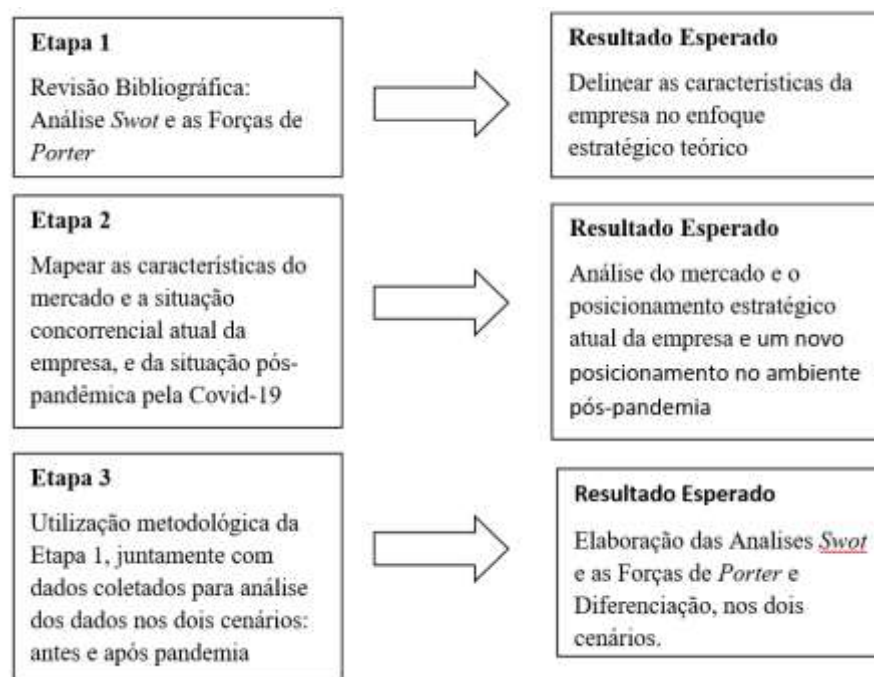 Etapa 1
Revisão Bibliográfica:
Análise Swot e as Forças de
Porter
Resultado Esperado
Delinear as características da
empresa no enfoque
estratégico teórico
Etapa 2
Mapear as características do
mercado e a situação
concorrencial atual da
empresa, e da situação pós-
pandêmica pela Covid-19
Resultado Esperado
Análise do mercado e o
posicionamento estratégico
atual da empresa e um novo
posicionamento no ambiente
pós-pandemia
Etapa 3
Utilização metodológica da
Etapa 1, juntamente com
dados coletados para análise
dos dados nos dois cenários:
antes e após pandemia
Resultado Esperado
Elaboração das Analises Swot
e as Forças de Porter e
Diferenciação, nos dois
cenários.